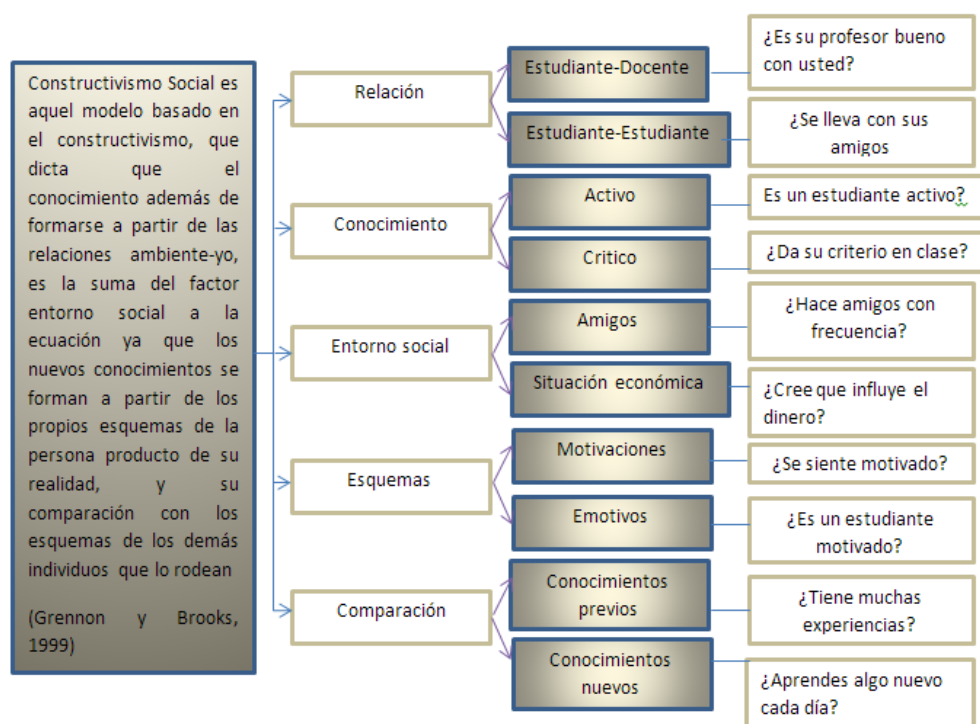 Constructivismo Social es
aquel modelo basado en
el constructivismo, que
dicta que el
conocimiento además de
formarse a partir de las
relaciones ambiente-yo,
es la suma del factor
entorno social a la
ecuación ya que los
nuevos conocimientos se
forman a partir de los
propios esquemas de la
persona producto de su
realidad, y su
comparación con los
esquemas de los demás
individuos que lo rodean
(Grennon y Brooks,
1999)
Relación
Estudiante-Docente
¿Es su profesor bueno
con usted?
Estudiante-Estudiante
¿Se lleva con sus
amigos
Conocimiento
Activo
Es un estudiante activo?
Critico
¿Da su criterio en clase?
Entorno social
Amigos
¿Hace amigos con
frecuencia?
Situación económica
¿Cree que influye el
dinero?
Esquemas
Motivaciones
¿Se siente motivado?
Emotivos
¿Es un estudiante
motivado?
Comparación
Conocimientos
previos
¿Tiene muchas
experiencias?
Conocimientos
nuevos
¿Aprendes algo nuevo
cada día?